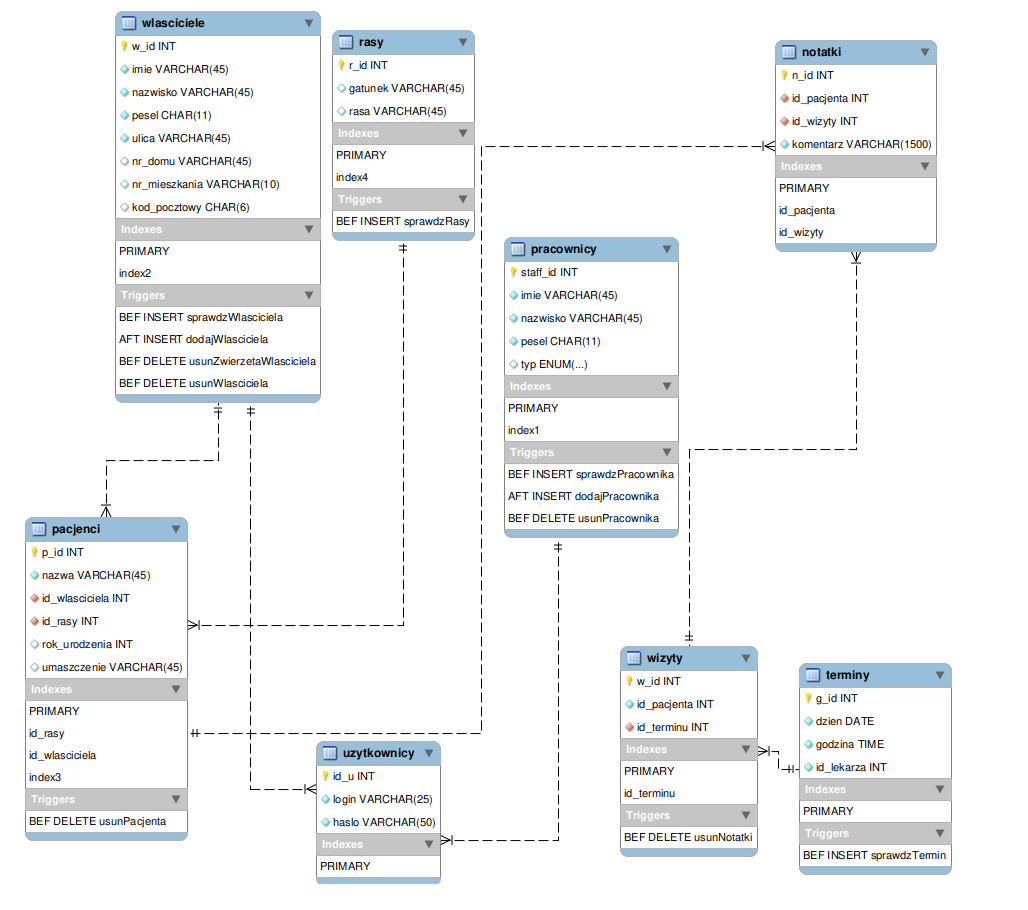 wlasciciele
w_id INT
imie VARCHAR(45)
nazwisko VARCHAR(45)
pesel CHAR(11)
ulica VARCHAR(45)
nr_domu VARCHAR(45)
nr_mieszkania VARCHAR(10)
kod_pocztowy CHAR(6)
Indexes
PRIMARY
index2
Triggers
BEF INSERT sprawdzWlasciciela
AFT INSERT dodajWlasciciela
BEF DELETE usunZwierzetaWlasciciela
BEF DELETE usunWlasciciela
rasy
r_id INT
gatunek VARCHAR(45)
rasa VARCHAR(45)
Indexes
PRIMARY
index4
Triggers
BEF INSERT sprawdzRasy
notatki
n_id INT
id_pacjenta INT
id_wizyty INT
komentarz VARCHAR(1500)
Indexes
PRIMARY
id_pacjenta
id_wizyty
pracownicy
staff_id INT
imie VARCHAR(45)
nazwisko VARCHAR(45)
pesel CHAR(11)
typ ENUM(...)
Indexes
PRIMARY
index1
Triggers
BEF INSERT sprawdzPracownika
AFT INSERT dodajPracownika
BEF DELETE usunPracownika
pacjenci
p_id INT
nazwa VARCHAR(45)
id_wlasciciela INT
id_rasy INT
rok_urodzenia INT
umaszczenie VARCHAR(45)
Indexes
PRIMARY
id_rasy
id_wlasciciela
index3
Triggers
BEF DELETE usunPacjenta
uzytkownicy
id_u INT
login VARCHAR(25)
haslo VARCHAR(50)
Indexes
PRIMARY
wizyty
w_id INT
id_pacjenta INT
id_terminu INT
Indexes
PRIMARY
id_terminu
Triggers
BEF DELETE usunNotatki
terminy
g_id INT
dzien DATE
godzina TIME
id_lekarza INT
Indexes
PRIMARY
Triggers
BEF INSERT sprawdzTermin